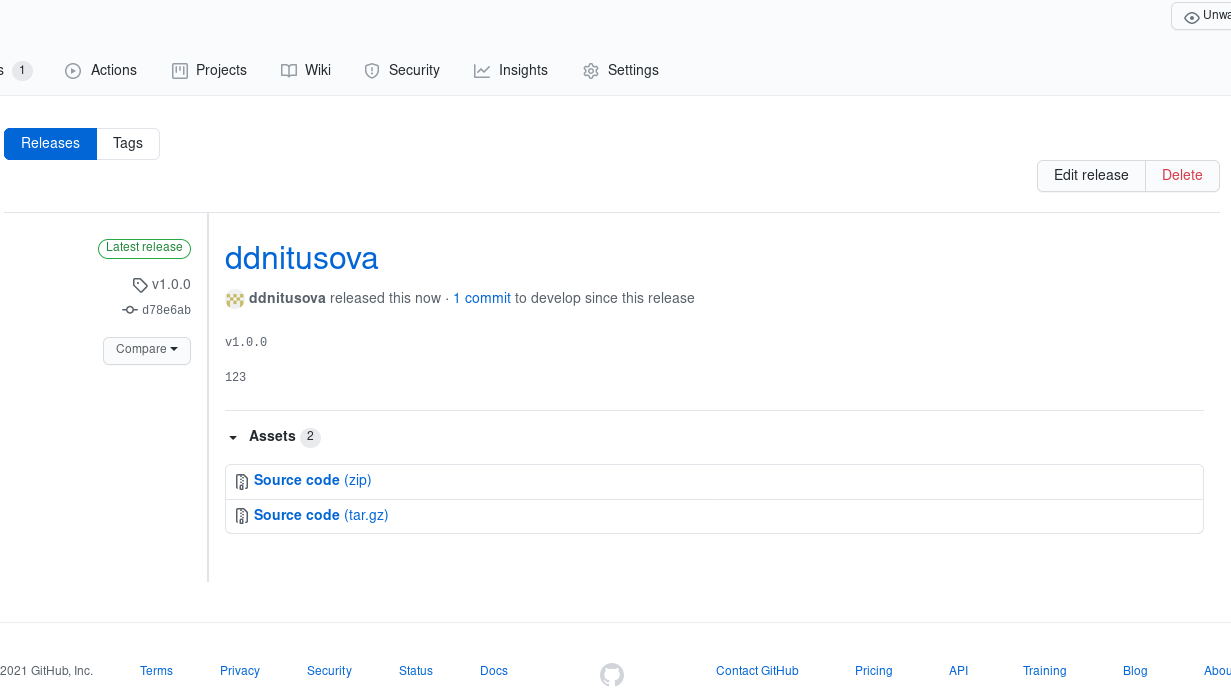 Unwa
s 1 Actions Projects Wiki Security Insights Settings
Releases Tags
Edit release Delete
Latest release
v1.0.0
d78e6ab
Compare
ddnitusova
ddnitusova released this now · 1 commit to develop since this release
v1.0.0
123
Assets 2
Source code (zip)
Source code (tar.gz)
2021 GitHub, Inc. Terms Privacy Security Status Docs Contact GitHub Pricing API Training Blog Abou